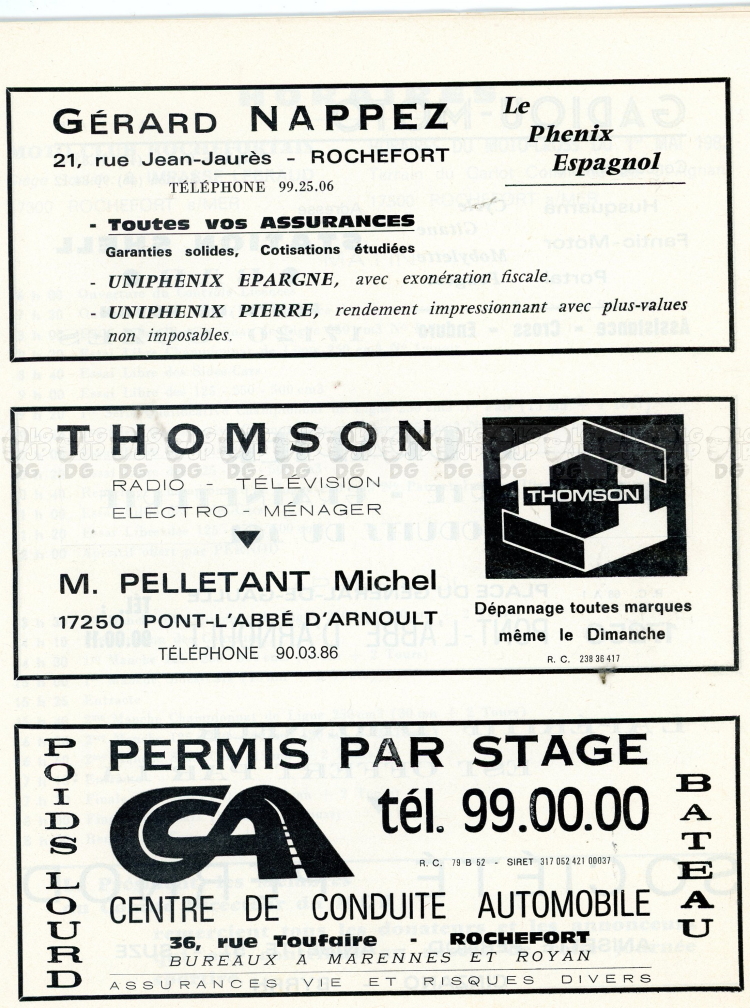 GÉRARD NAPPEZ
21, rue Jean-Jaurès - ROCHEFORT
TÉLÉPHONE 99.25.06
Le
Phenix
Espagnol
- Toutes vos ASSURANCES
Garanties solides, Cotisations étudiées
- UNIPHENIX EPARGNE, avec exonération fiscale.
- UNIPHENIX PIERRE, rendement impressionnant avec plus-values
non imposables.
THOMSON
RADIO - TÉLÉVISION
ELECTRO - MÉNAGER
M. PELLETANT Michel
17250 PONT-L'ABBÉ D'ARNOULT
TÉLÉPHONE 90.03.86
THOMSON
Dépannage toutes marques
même le Dimanche
R. C. 238 36 417
POIDS LOURD
PERMIS PAR STAGE
CA
tél. 99.00.00
R. C. 79 B 52 - SIRET 317 052 421 00037
CENTRE DE CONDUITE AUTOMOBILE
36, rue Toufaire - ROCHEFORT
BUREAUX A MARENNES ET ROYAN
ASSURANCES VIE ET RISQUES DIVERS
BATEAU